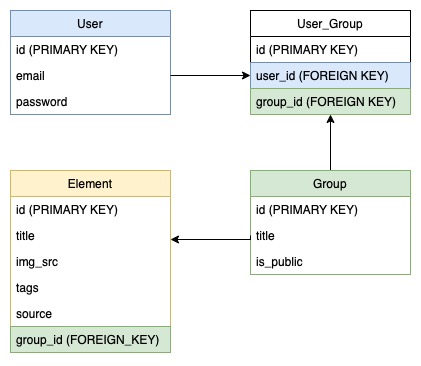 User
id (PRIMARY KEY)
email
password
User_Group
id (PRIMARY KEY)
user_id (FOREIGN KEY)
group_id (FOREIGN KEY)
Element
id (PRIMARY KEY)
title
img_src
tags
source
group_id (FOREIGN_KEY)
Group
id (PRIMARY KEY)
title
is_public